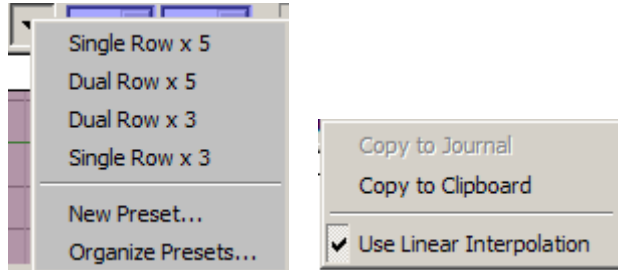 Single Row x 5
Dual Row x 5
Dual Row x 3
Single Row x 3
New Preset...
Organize Presets...
Copy to Journal
Copy to Clipboard
Use Linear Interpolation